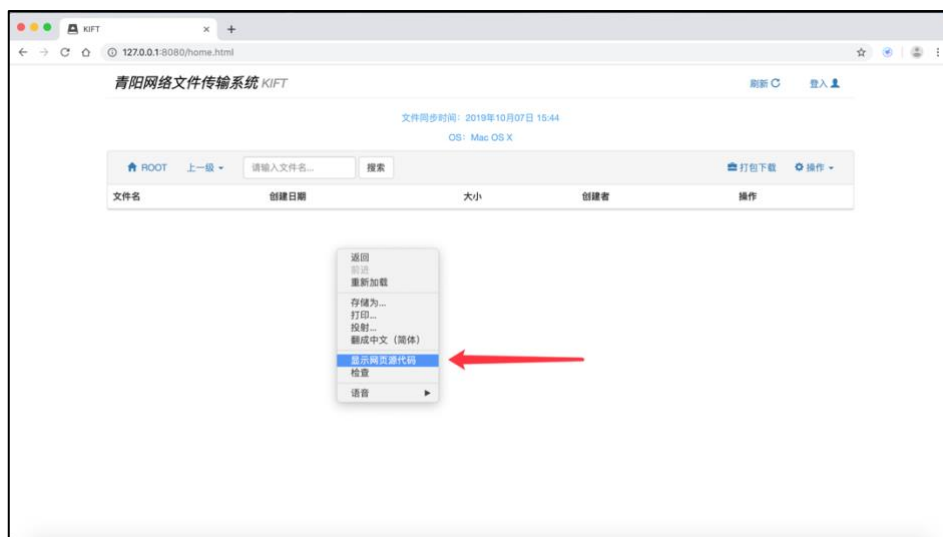 KIFT
127.0.0.1:8080/home.html
青阳网络文件传输系统 KIFT 刷新 登入
文件同步时间：2019年10月07日 15:44
OS：Mac OS X
ROOT 上一级 请输入文件名... 搜索 打包下载 操作
文件名 创建日期 大小 创建者 操作
返回
前进
重新加载
存储为...
打印...
投射...
翻成中文（简体）
显示网页源代码
检查
语音